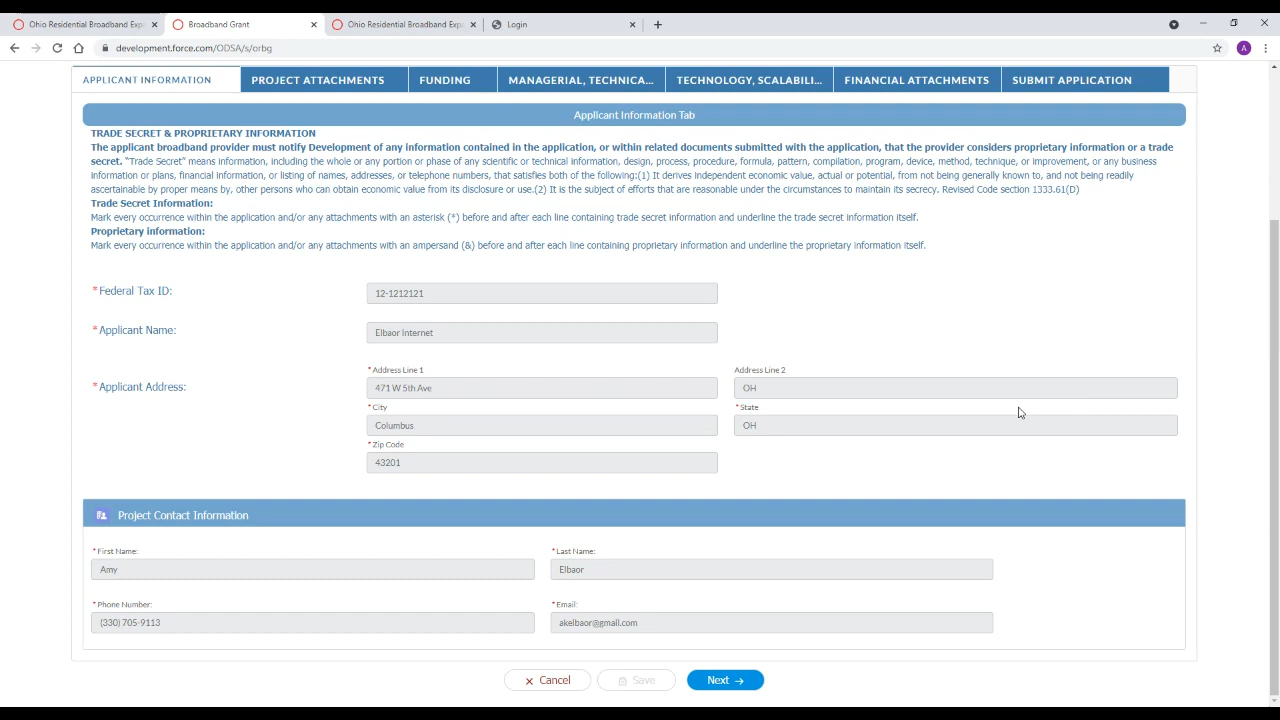 Ohio Residential Broadband Expa
Broadband Grant
Ohio Residential Broadband Expa
Login
development.force.com/ODSA/s/orbg
A
APPLICANT INFORMATION
PROJECT ATTACHMENTS
FUNDING
MANAGERIAL, TECHNICA...
TECHNOLOGY, SCALABILI...
FINANCIAL ATTACHMENTS
SUBMIT APPLICATION
Applicant Information Tab
TRADE SECRET & PROPRIETARY INFORMATION
The applicant broadband provider must notify Development of any information contained in the application, or within related documents submitted with the application, that the provider considers proprietary information or a trade
secret. "Trade Secret" means information, including the whole or any portion or phase of any scientific or technical information, design, process, procedure, formula, pattern, compilation, program, device, method, technique, or improvement, or any business
information or plans, financial information, or listing of names, addresses, or telephone numbers, that satisfies both of the following:(1) It derives independent economic value, actual or potential, from not being generally known to, and not being readily
ascertainable by proper means by, other persons who can obtain economic value from its disclosure or use.(2) It is the subject of efforts that are reasonable under the circumstances to maintain its secrecy. Revised Code section 1333.61(D)
Trade Secret Information:
Mark every occurrence within the application and/or any attachments with an asterisk (*) before and after each line containing trade secret information and underline the trade secret information itself.
Proprietary information:
Mark every occurrence within the application and/or any attachments with an ampersand (&) before and after each line containing proprietary information and underline the proprietary information itself.
*Federal Tax ID:
12-1212121
*Applicant Name:
Elbaor Internet
*Applicant Address:
* Address Line 1
Address Line 2
471 W 5th Ave
OH
* City
* State
Columbus
OH
* Zip Code
43201
Project Contact Information
* First Name:
* Last Name:
Amy
Elbaor
* Phone Number:
* Email:
(330) 705-9113
akelbaor@gmail.com
Cancel
Save
Next